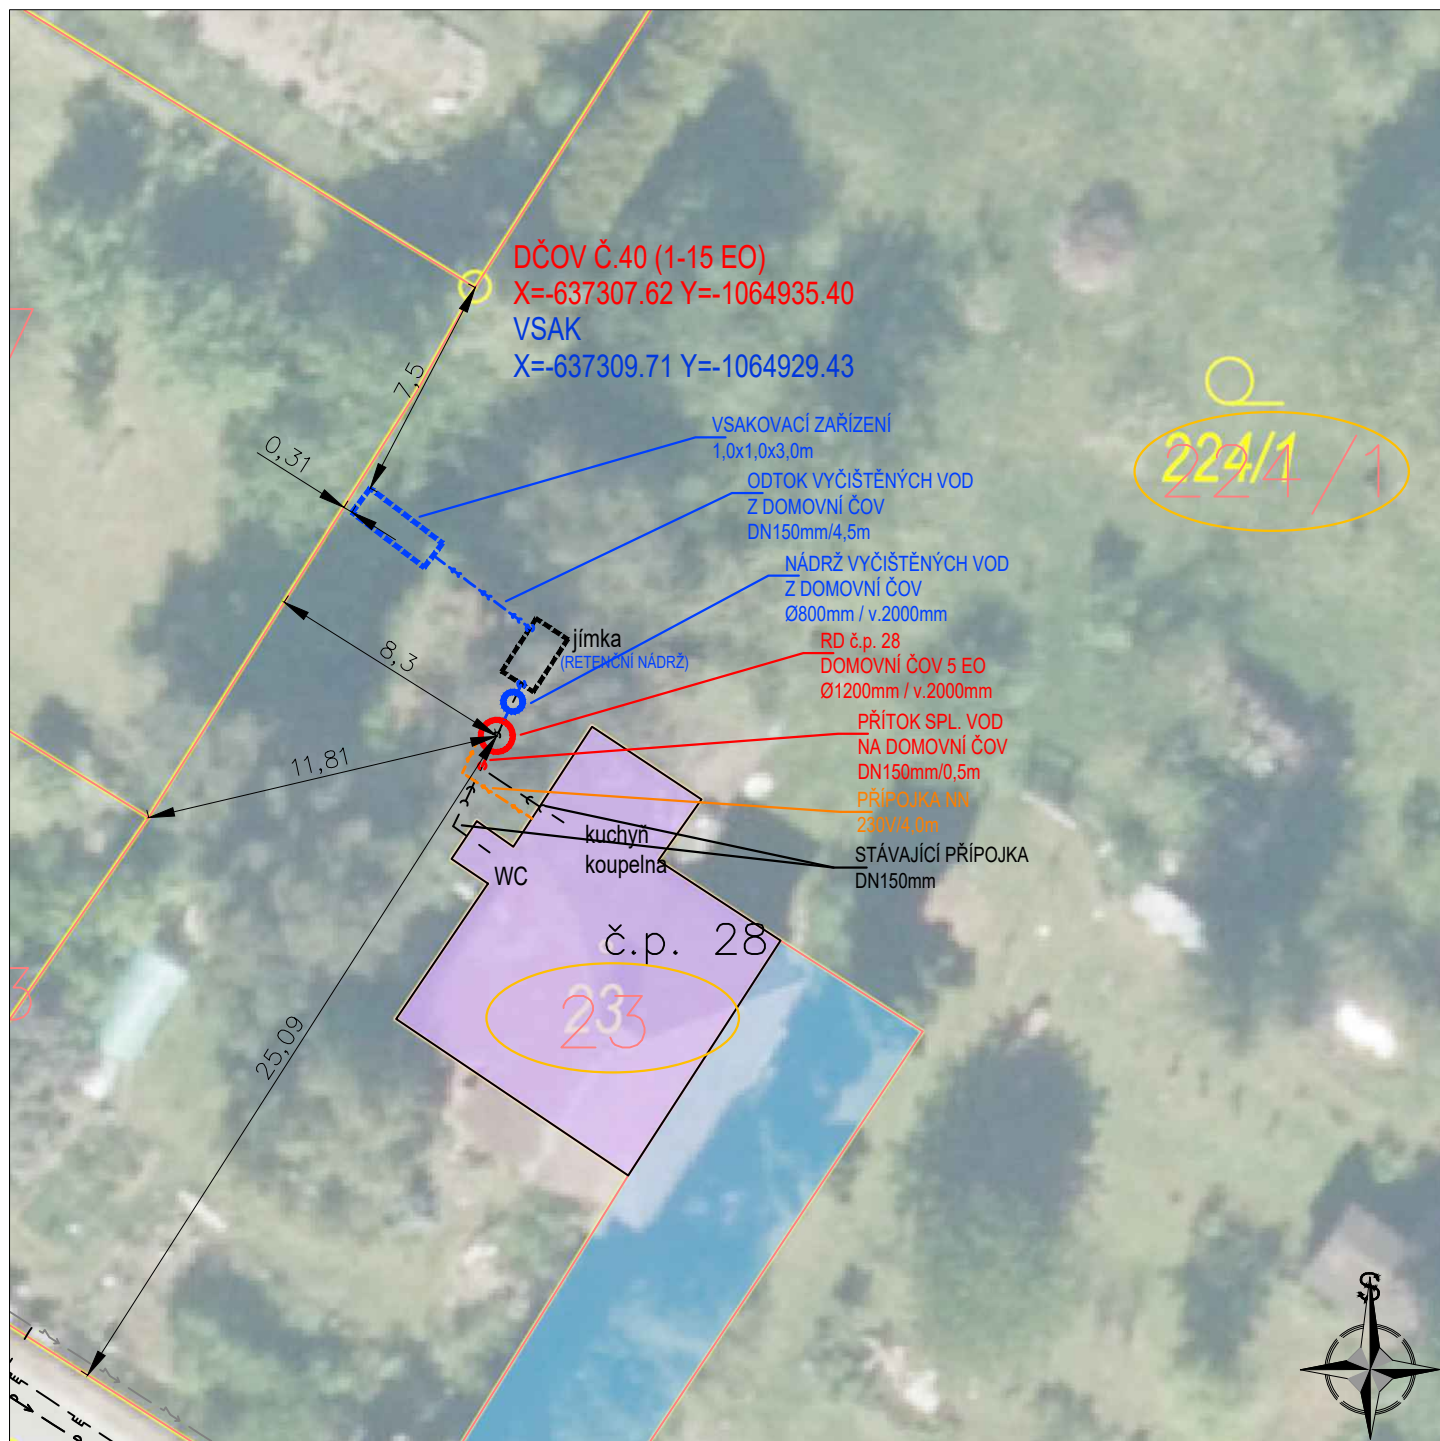 DČOV Č.40 (1-15 EO)
X=-637307.62 Y=-1064935.40
VSAK
X=-637309.71 Y=-1064929.43
7,5
0,31
VSAKOVACÍ ZAŘÍZENÍ
1,0x1,0x3,0m
ODTOK VYČIŠTĚNÝCH VOD
Z DOMOVNÍ ČOV
DN150mm/4,5m
224/1
224/1
NÁDRŽ VYČIŠTĚNÝCH VOD
Z DOMOVNÍ ČOV
Ø800mm / v.2000mm
jímka
(RETENČNÍ NÁDRŽ)
RD č.p. 28
DOMOVNÍ ČOV 5 EO
Ø1200mm / v.2000mm
8,3
11,81
PŘÍTOK SPL. VOD
NA DOMOVNÍ ČOV
DN150mm/0,5m
PŘÍPOJKA NN
230V/4,0m
STÁVAJÍCÍ PŘÍPOJKA
DN150mm
kuchyň
koupelna
WC
č.p. 28
23
23
3
25,09